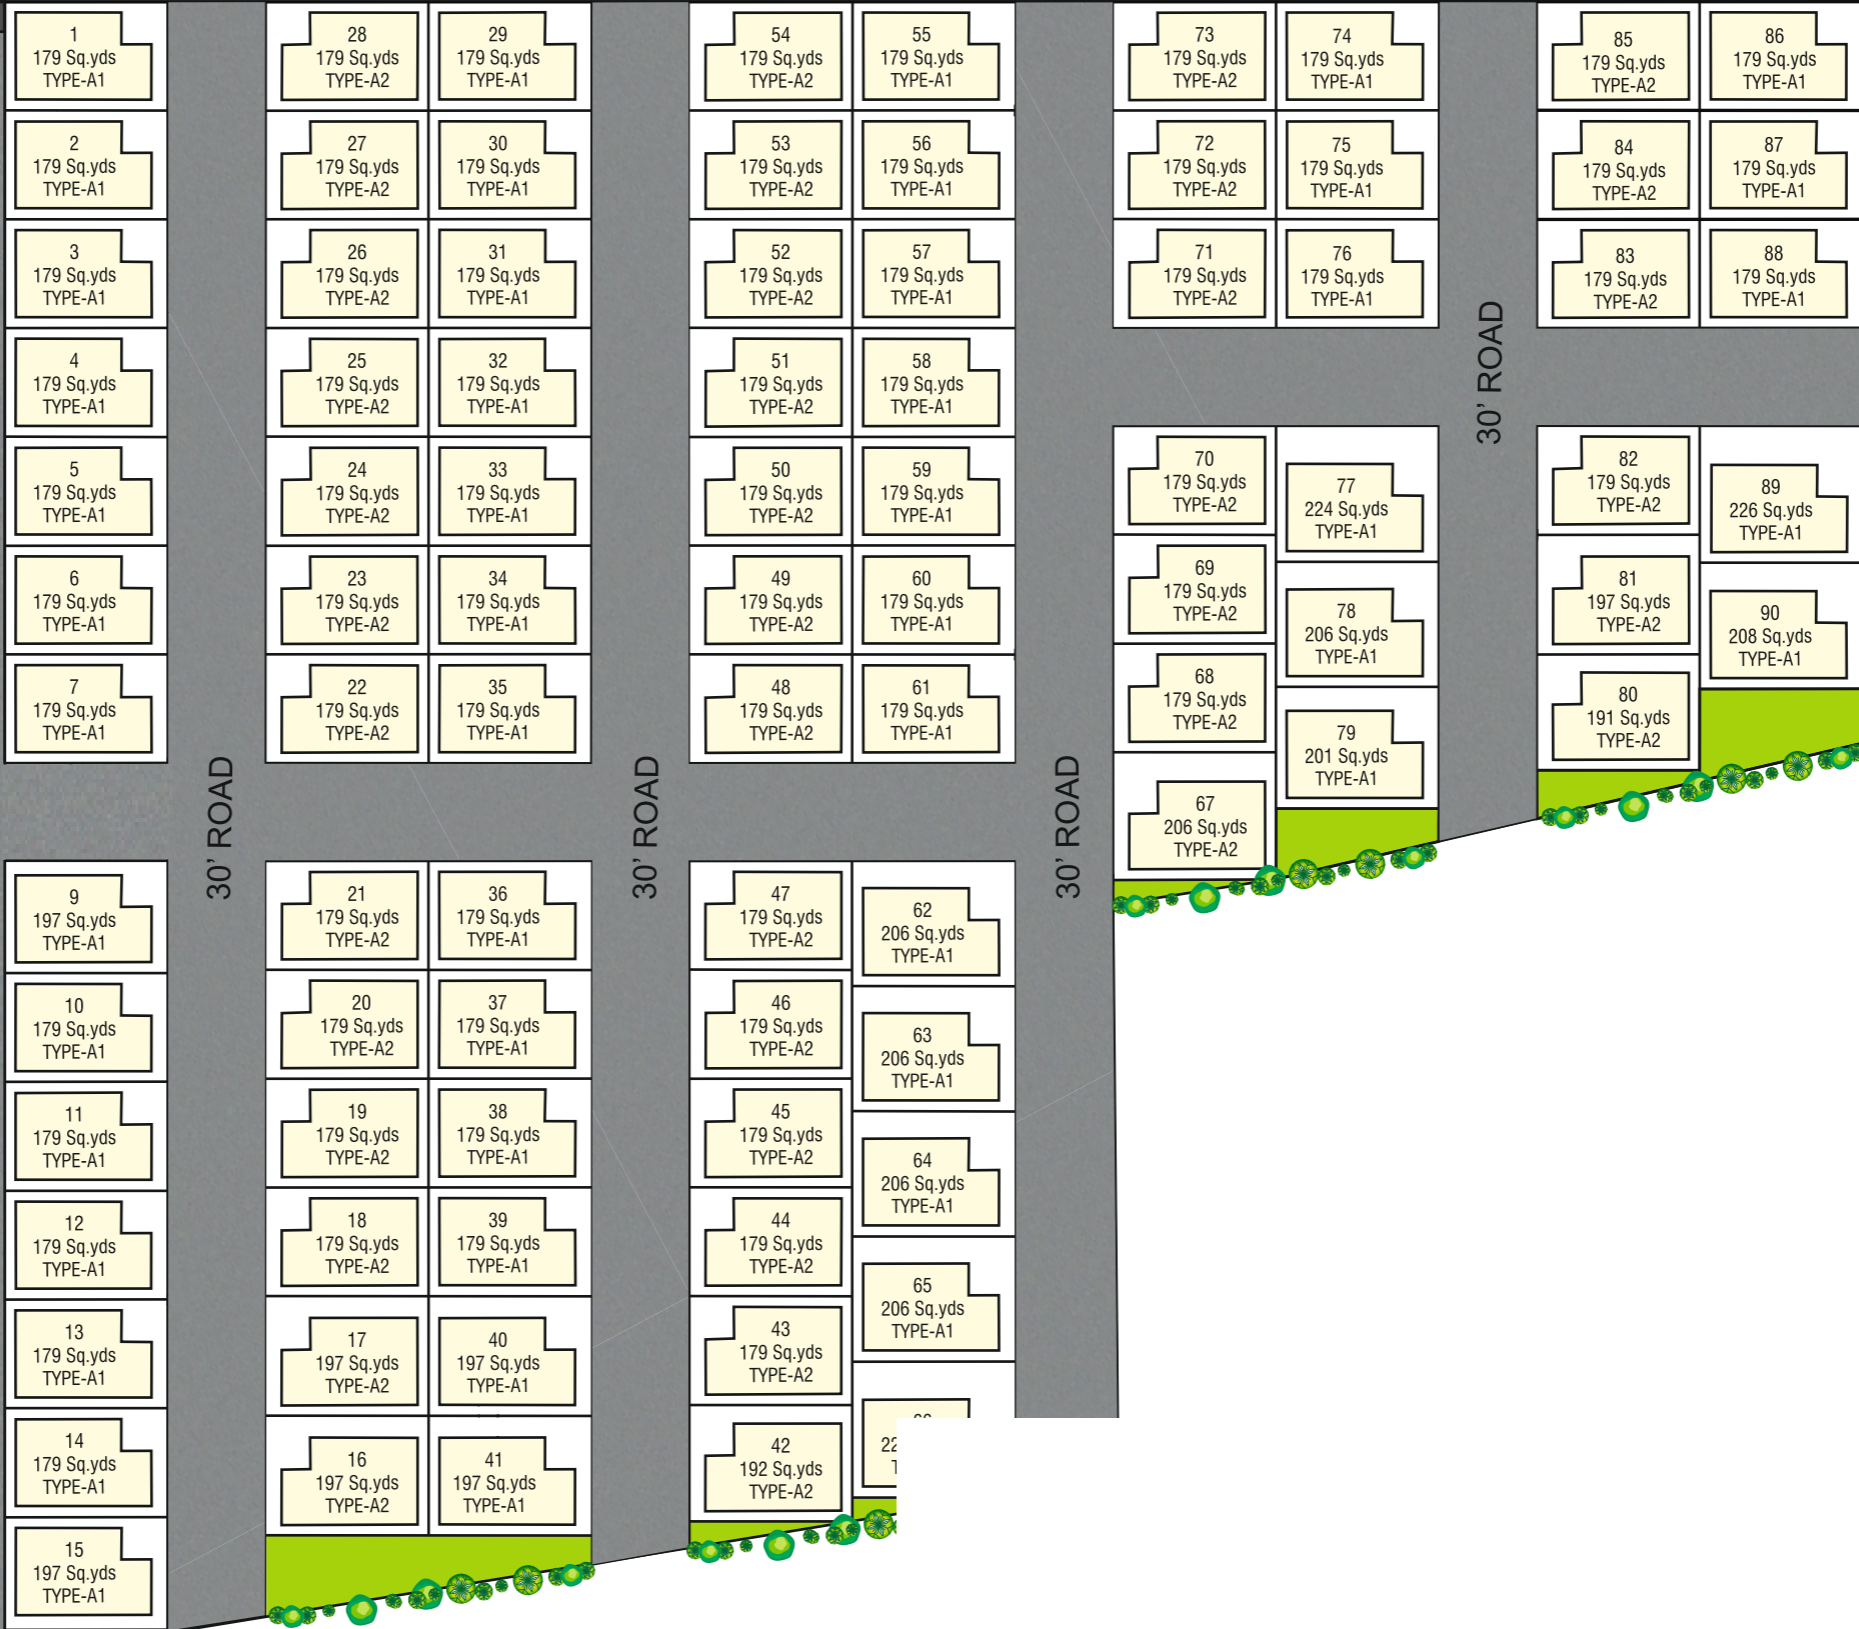 1
179 Sq.yds
TYPE-A1
2
179 Sq.yds
TYPE-A1
3
179 Sq.yds
TYPE-A1
4
179 Sq.yds
TYPE-A1
5
179 Sq.yds
TYPE-A1
6
179 Sq.yds
TYPE-A1
7
179 Sq.yds
TYPE-A1
9
197 Sq.yds
TYPE-A1
10
179 Sq.yds
TYPE-A1
11
179 Sq.yds
TYPE-A1
12
179 Sq.yds
TYPE-A1
13
179 Sq.yds
TYPE-A1
14
179 Sq.yds
TYPE-A1
15
197 Sq.yds
TYPE-A1
30' ROAD
28
179 Sq.yds
TYPE-A2
27
179 Sq.yds
TYPE-A2
26
179 Sq.yds
TYPE-A2
25
179 Sq.yds
TYPE-A2
24
179 Sq.yds
TYPE-A2
23
179 Sq.yds
TYPE-A2
22
179 Sq.yds
TYPE-A2
21
179 Sq.yds
TYPE-A2
20
179 Sq.yds
TYPE-A2
19
179 Sq.yds
TYPE-A2
18
179 Sq.yds
TYPE-A2
17
197 Sq.yds
TYPE-A2
16
197 Sq.yds
TYPE-A2
29
179 Sq.yds
TYPE-A1
30
179 Sq.yds
TYPE-A1
31
179 Sq.yds
TYPE-A1
32
179 Sq.yds
TYPE-A1
33
179 Sq.yds
TYPE-A1
34
179 Sq.yds
TYPE-A1
35
179 Sq.yds
TYPE-A1
36
179 Sq.yds
TYPE-A1
37
179 Sq.yds
TYPE-A1
38
179 Sq.yds
TYPE-A1
39
179 Sq.yds
TYPE-A1
40
197 Sq.yds
TYPE-A1
41
197 Sq.yds
TYPE-A1
30' ROAD
54
179 Sq.yds
TYPE-A2
53
179 Sq.yds
TYPE-A2
52
179 Sq.yds
TYPE-A2
51
179 Sq.yds
TYPE-A2
50
179 Sq.yds
TYPE-A2
49
179 Sq.yds
TYPE-A2
48
179 Sq.yds
TYPE-A2
47
179 Sq.yds
TYPE-A2
46
179 Sq.yds
TYPE-A2
45
179 Sq.yds
TYPE-A2
44
179 Sq.yds
TYPE-A2
43
179 Sq.yds
TYPE-A2
42
192 Sq.yds
TYPE-A2
55
179 Sq.yds
TYPE-A1
56
179 Sq.yds
TYPE-A1
57
179 Sq.yds
TYPE-A1
58
179 Sq.yds
TYPE-A1
59
179 Sq.yds
TYPE-A1
60
179 Sq.yds
TYPE-A1
61
179 Sq.yds
TYPE-A1
62
206 Sq.yds
TYPE-A1
63
206 Sq.yds
TYPE-A1
64
206 Sq.yds
TYPE-A1
65
206 Sq.yds
TYPE-A1
30' ROAD
73
179 Sq.yds
TYPE-A2
72
179 Sq.yds
TYPE-A2
71
179 Sq.yds
TYPE-A2
70
179 Sq.yds
TYPE-A2
69
179 Sq.yds
TYPE-A2
68
179 Sq.yds
TYPE-A2
67
206 Sq.yds
TYPE-A2
74
179 Sq.yds
TYPE-A1
75
179 Sq.yds
TYPE-A1
76
179 Sq.yds
TYPE-A1
77
224 Sq.yds
TYPE-A1
78
206 Sq.yds
TYPE-A1
79
201 Sq.yds
TYPE-A1
30' ROAD
85
179 Sq.yds
TYPE-A2
84
179 Sq.yds
TYPE-A2
83
179 Sq.yds
TYPE-A2
82
179 Sq.yds
TYPE-A2
81
197 Sq.yds
TYPE-A2
80
191 Sq.yds
TYPE-A2
86
179 Sq.yds
TYPE-A1
87
179 Sq.yds
TYPE-A1
88
179 Sq.yds
TYPE-A1
89
226 Sq.yds
TYPE-A1
90
208 Sq.yds
TYPE-A1